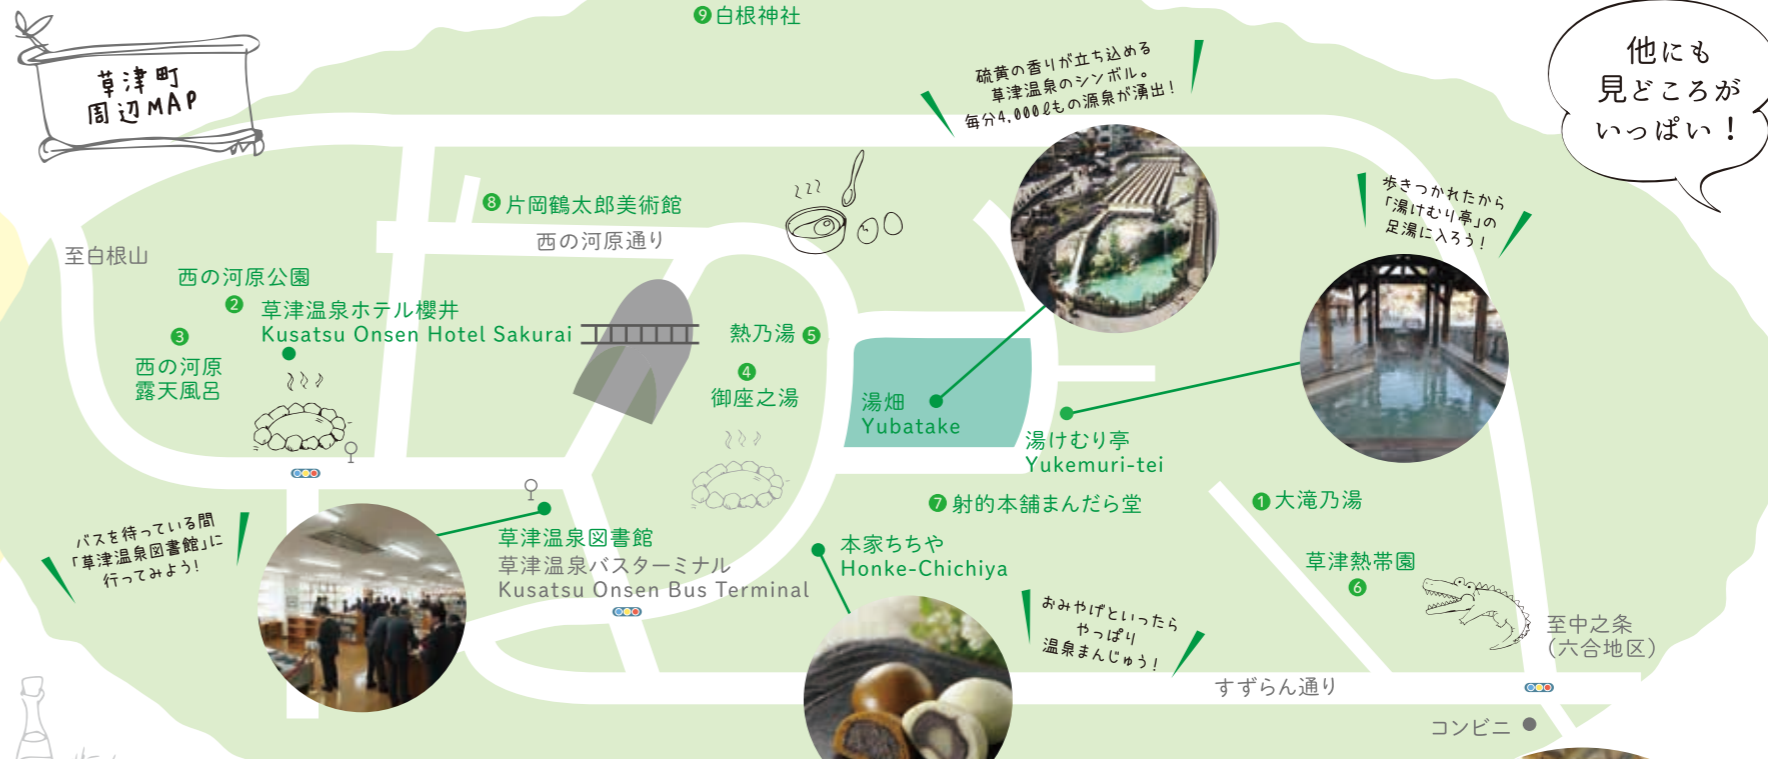 草津町
周辺MAP
❾白根神社
硫黄の香りが立ち込める
草津温泉のシンボル。
毎分4,000ℓもの源泉が湧出！
他にも
見どころが
いっぱい！
歩きつかれたから
「湯けむり亭」の
足湯に入ろう！
❽片岡鶴太郎美術館
西の河原通り
至白根山
西の河原公園
❷
草津温泉ホテル櫻井
Kusatsu Onsen Hotel Sakurai
❸
西の河原
露天風呂
熱乃湯❺
❹
御座之湯
湯畑
Yubatake
湯けむり亭
Yukemuri-tei
❼射的本舗まんだら堂
❶大滝乃湯
バスを待っている間
「草津温泉図書館」に
行ってみよう！
草津温泉図書館
草津温泉バスターミナル
Kusatsu Onsen Bus Terminal
本家ちちや
Honke-Chichiya
草津熱帯園
❻
おみやげといったら
やっぱり
温泉まんじゅう！
至中之条
（六合地区）
すずらん通り
コンビニ